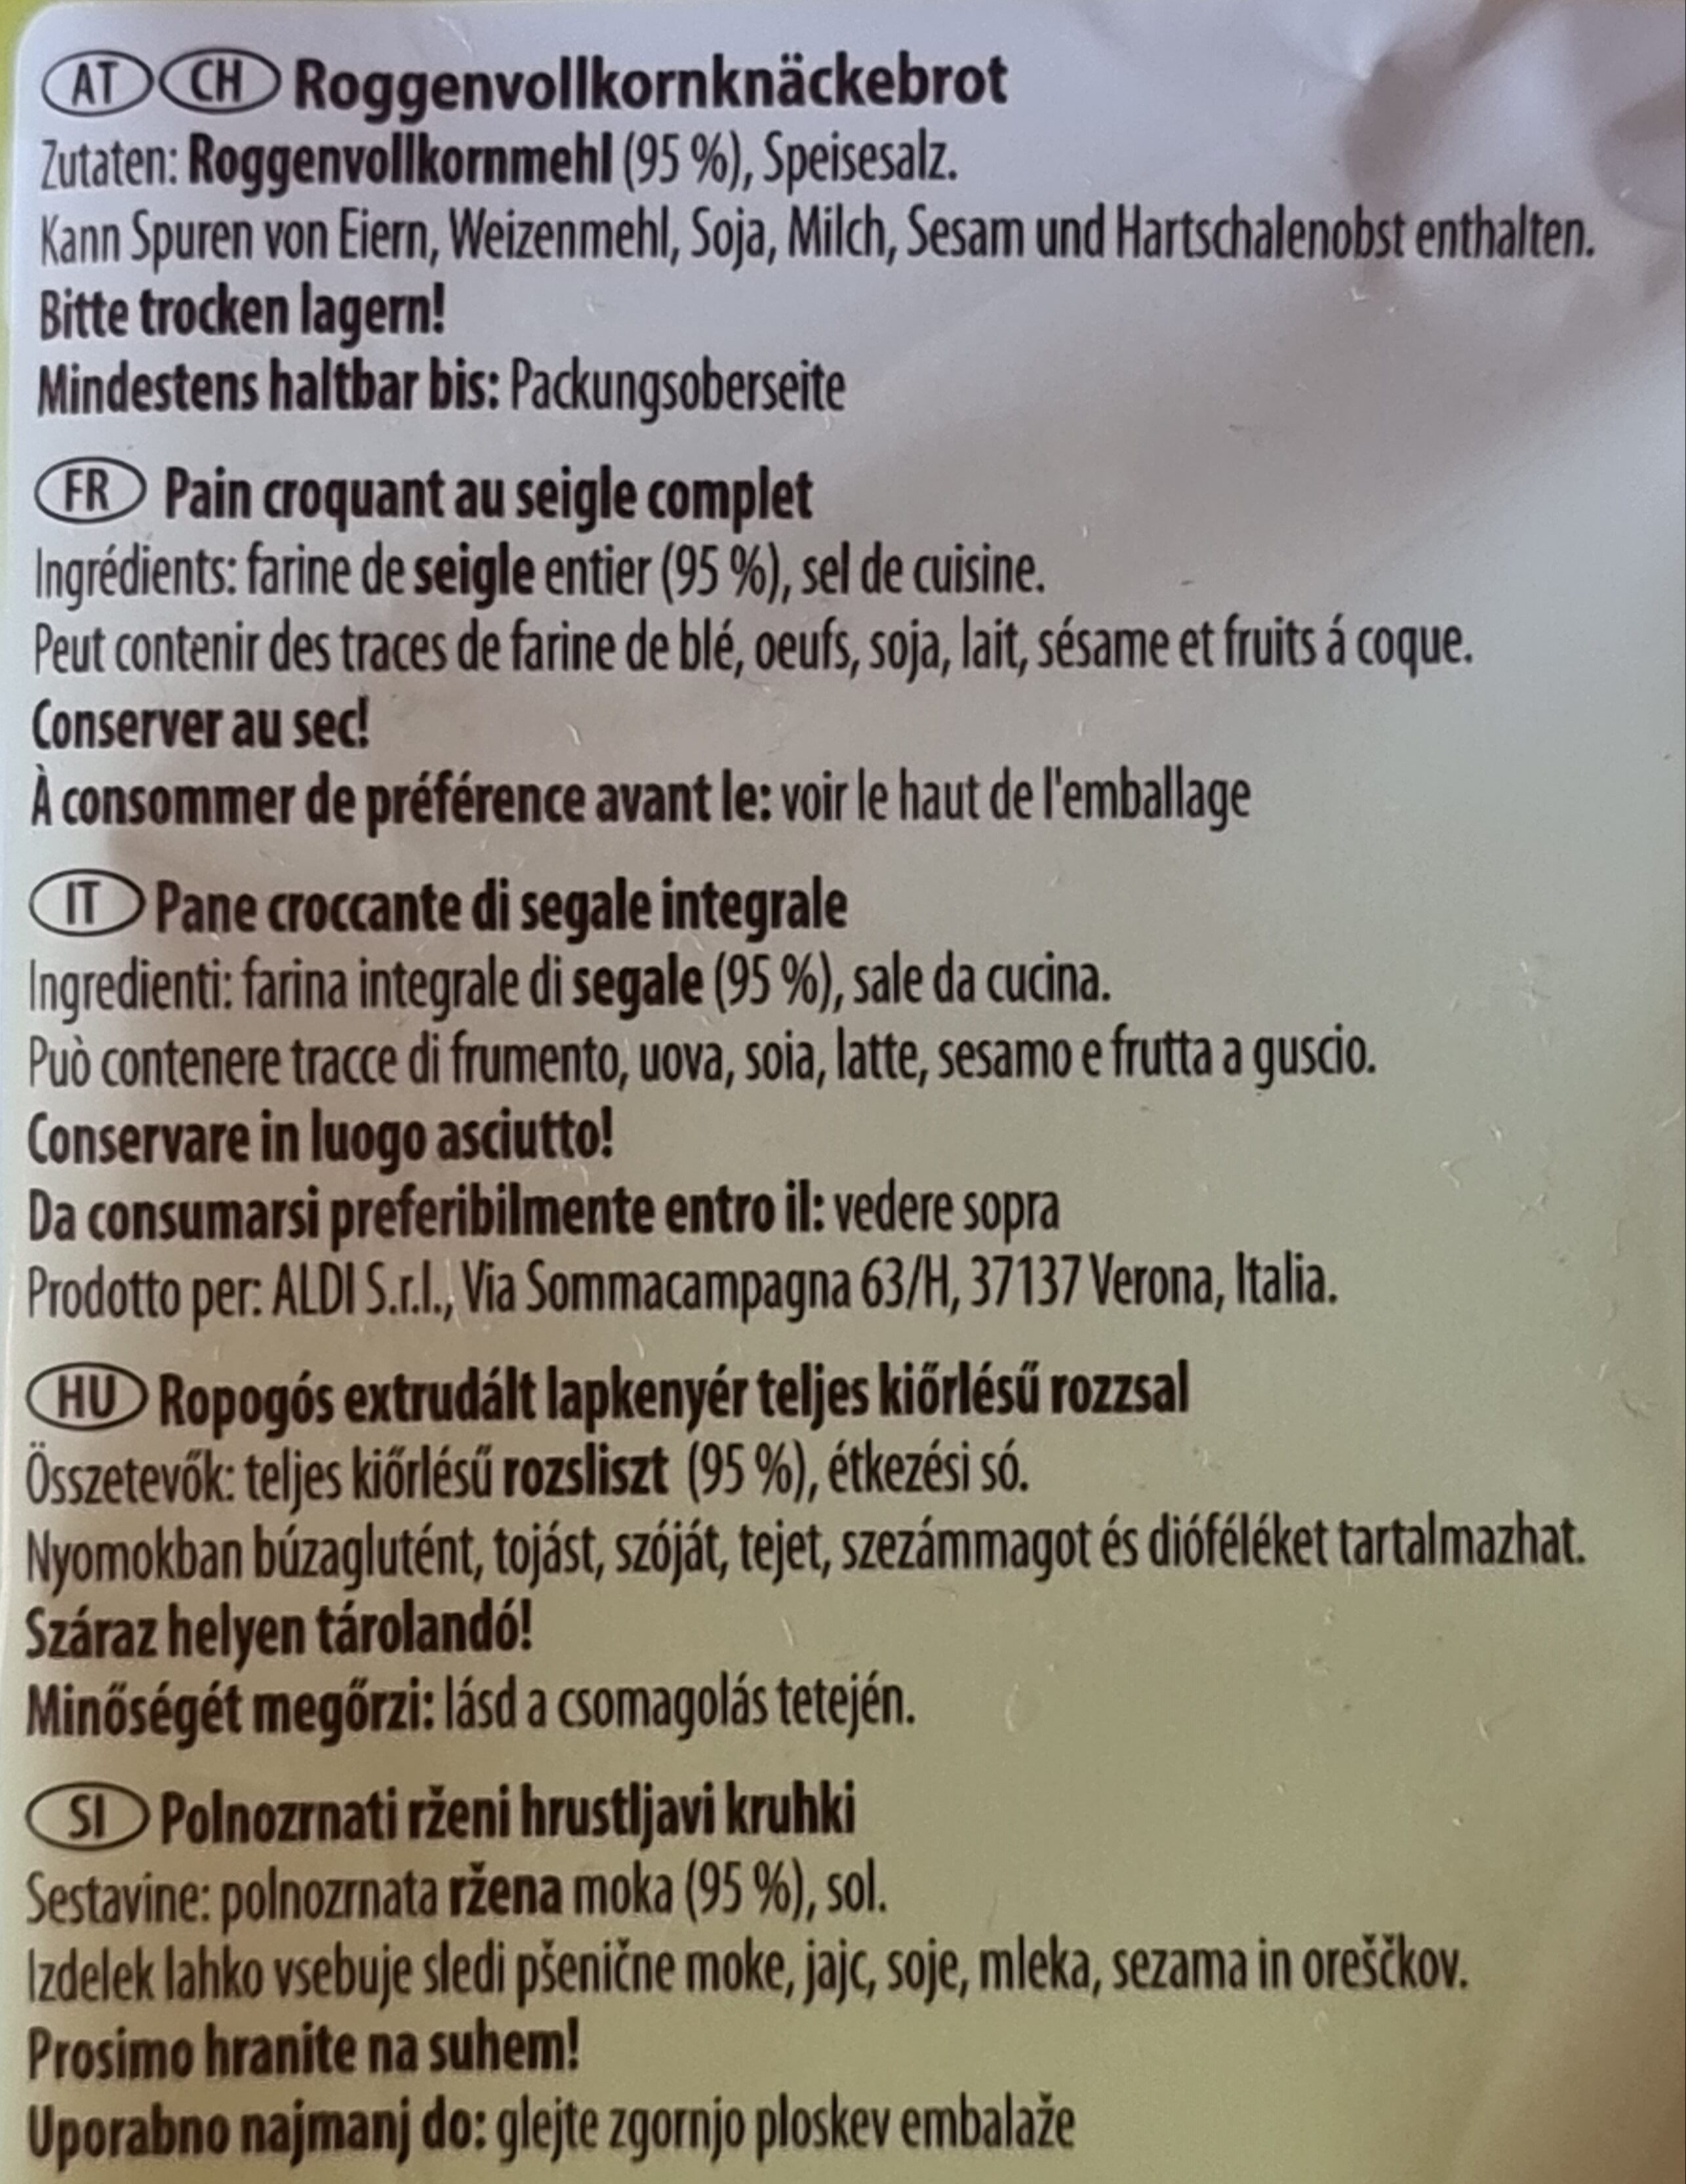 AT CH Roggenvollkornknäckebrot
Zutaten: Roggenvollkornmehl (95 %), Speisesalz.
Kann Spuren von Eiern, Weizenmehl, Soja, Milch, Sesam und Hartschalenobst enthalten.
Bitte trocken lagern!
Mindestens haltbar bis: Packungsoberseite
FR Pain croquant au seigle complet
Ingrédients: farine de seigle entier (95 %), sel de cuisine.
Peut contenir des traces de farine de blé, oeufs, soja, lait, sésame et fruits á coque.
Conserver au sec!
À consommer de préférence avant le: voir le haut de l'emballage
IT Pane croccante di segale integrale
Ingredienti: farina integrale di segale (95 %), sale da cucina.
Può contenere tracce di frumento, uova, soia, latte, sesamo e frutta a guscio.
Conservare in luogo asciutto!
Da consumarsi preferibilmente entro il: vedere sopra
Prodotto per: ALDI S.r.l., Via Sommacampagna 63/H, 37137 Verona, Italia.
HU Ropogós extrudált lapkenyér teljes kiőrlésű rozzsal
Összetevők: teljes kiőrlésű rozsliszt (95 %), étkezési só.
Nyomokban búzaglutént, tojást, szóját, tejet, szezámmagot és dióféléket tartalmazhat.
Száraz helyen tárolandó!
Minőségét megőrzi: lásd a csomagolás tetején.
SI Polnozrnati rženi hrustljavi kruhki
Sestavine: polnozrnata ržena moka (95 %), sol.
Izdelek lahko vsebuje sledi pšenične moke, jajc, soje, mleka, sezama in oreščkov.
Prosimo hranite na suhem!
Uporabno najmanj do: glejte zgornjo ploskev embalaže